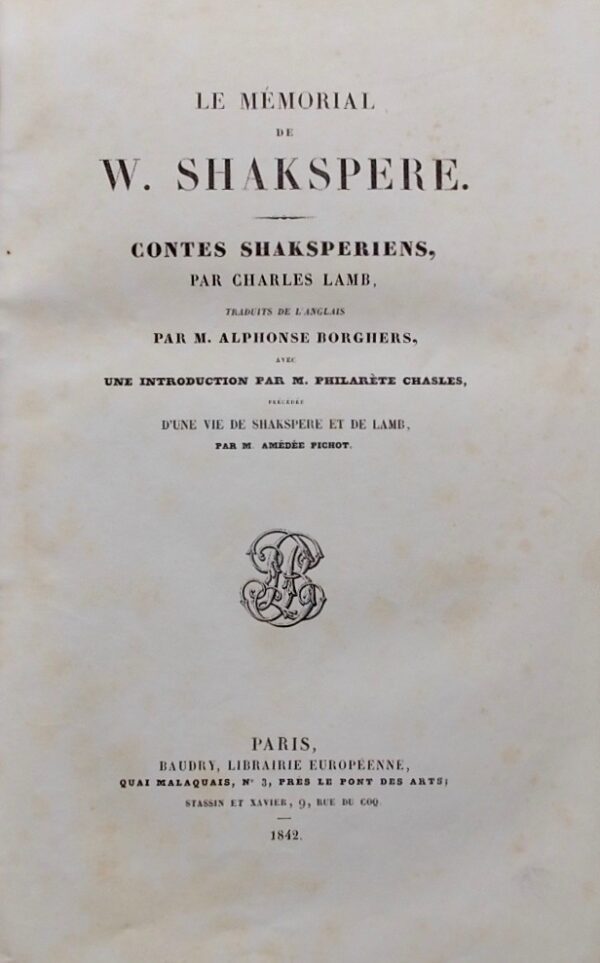 LE MÉMORIAL
DE
W. SHAKSPERE.
CONTES SHAKSPERIENS,
PAR CHARLES LAMB,
TRADUITS DE L'ANGLAIS
PAR M. ALPHONSE BORGHERS,
AVEC
UNE INTRODUCTION PAR M. PHILARÈTE CHASLES,
PRÉCÉDÉE
D'UNE VIE DE SHAKSPERE ET DE LAMB,
PAR M. AMÉDÉE PICHOT.
PARIS,
BAUDRY, LIBRAIRIE EUROPÉENNE,
QUAI MALAQUAIS, N° 3, PRÈS LE PONT DES ARTS;
STASSIN ET XAVIER, 9, RUE DU COQ.
1842.